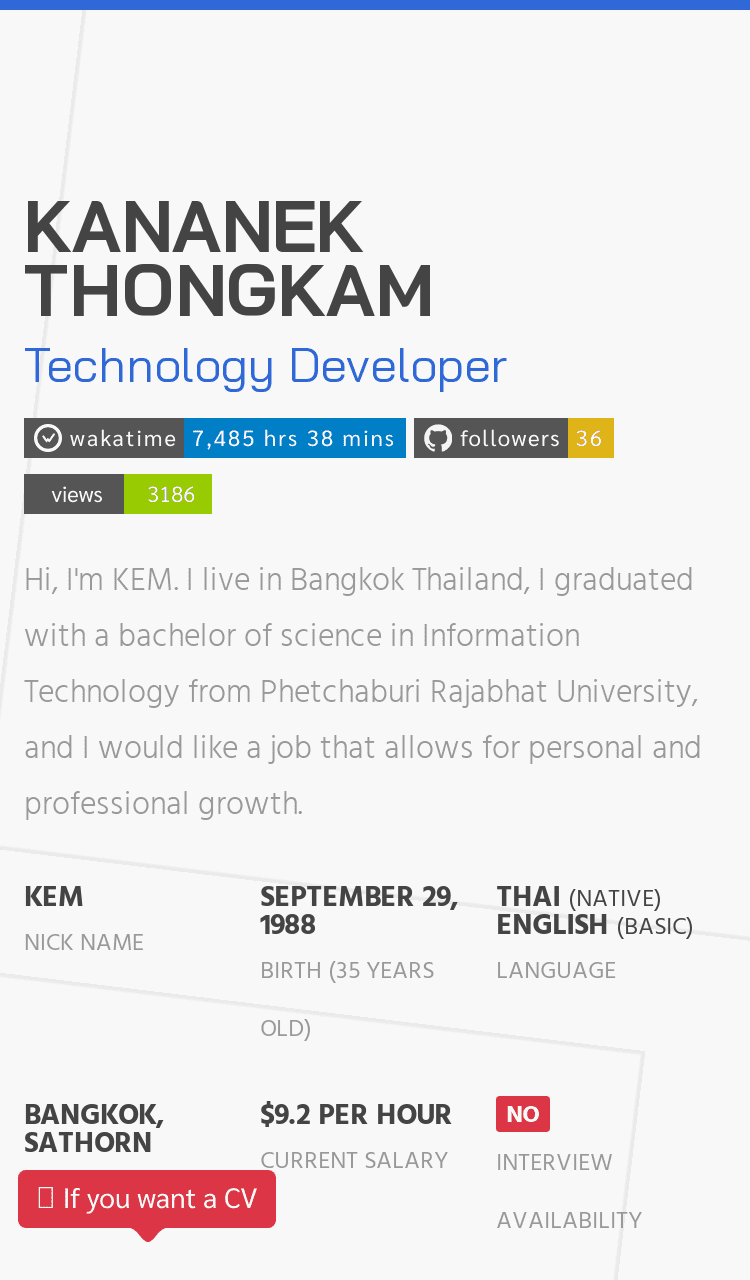 KANANEK
THONGKAM
Technology Developer
wakatime 7,485 hrs 38 mins
followers 36
views 3186
Hi, I'm KEM. I live in Bangkok Thailand, I graduated
with a bachelor of science in Information
Technology from Phetchaburi Rajabhat University,
and I would like a job that allows for personal and
professional growth.
KEM
NICK NAME
SEPTEMBER 29,
1988
BIRTH (35 YEARS
OLD)
THAI (NATIVE)
ENGLISH (BASIC)
LANGUAGE
BANGKOK,
SATHORN
$9.2 PER HOUR
CURRENT SALARY
NO
INTERVIEW
AVAILABILITY
If you want a CV